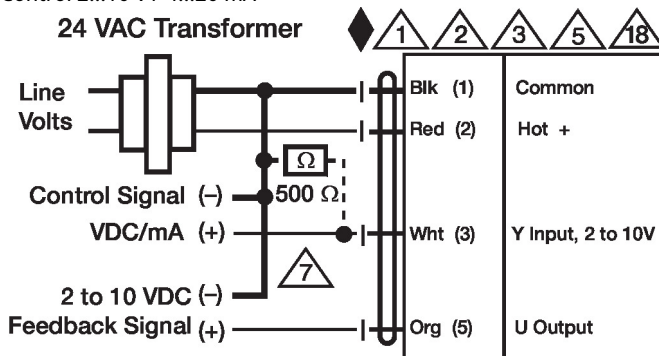 24 VAC Transformer
1 2 3 5 18
Line
Volts
Blk (1) Common
Red (2) Hot +
Ω
500 Ω
Control Signal (–)
VDC/mA (+)
Wht (3) Y Input, 2 to 10V
7
2 to 10 VDC (–)
Feedback Signal (+)
Org (5) U Output